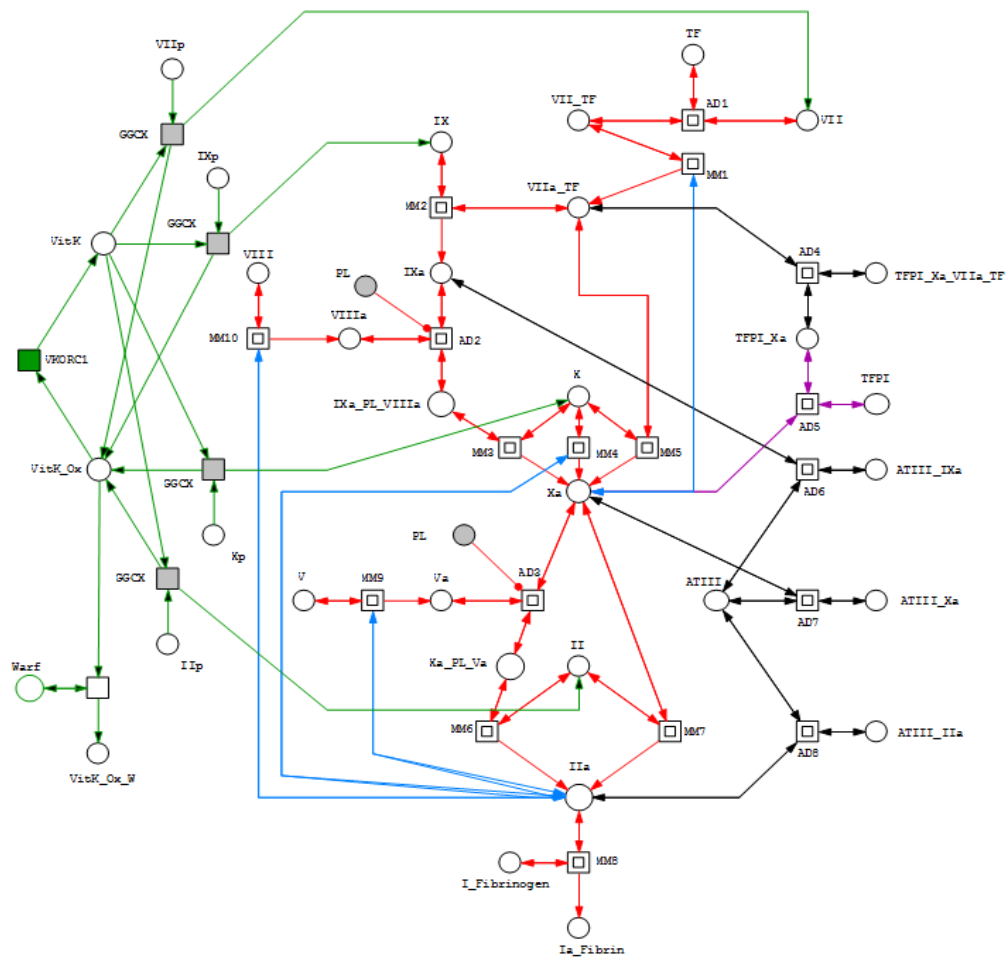 TF
VIIp
AD1
VII_TF
VII
GGCX
IX
IXp
MM1
VIIa_TF
GGCX
MM2
VitK
AD4
VIII
PL
IXa
TFPI_Xa_VIIa_TF
VIIIa
MM10
AD2
TFPI_Xa
VKORC1
X
TFPI
IXa_PL_VIIIa
AD5
MM3
MM4
MM5
VitK_Ox
GGCX
ATIII_IXa
AD6
Xa
PL
Xp
GGCX
AD3
V
MM9
Va
ATIII
ATIII_Xa
AD7
IIp
Xa_PL_Va
II
Warf
MM6
MM7
ATIII_IIa
AD8
IIa
VitK_Ox_W
MM8
I_Fibrinogen
Ia_Fibrin